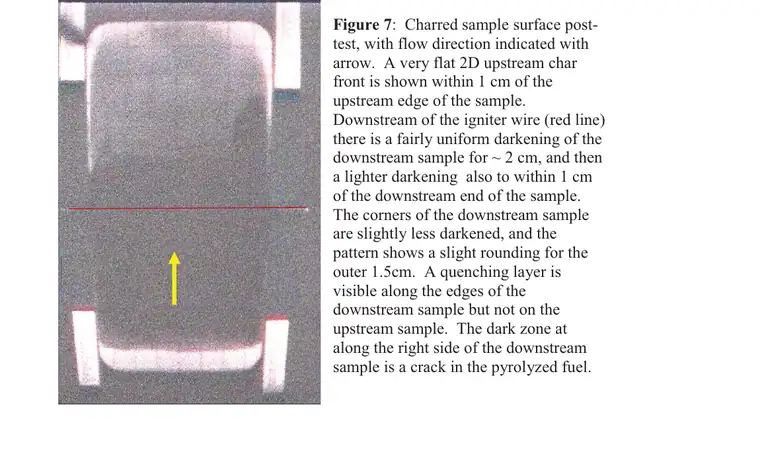 Figure 7:  Charred sample surface post-
test, with flow direction indicated with
arrow.  A very flat 2D upstream char
front is shown within 1 cm of the
upstream edge of the sample.
Downstream of the igniter wire (red line)
there is a fairly uniform darkening of the
downstream sample for ~ 2 cm, and then
a lighter darkening  also to within 1 cm
of the downstream end of the sample.
The corners of the downstream sample
are slightly less darkened, and the
pattern shows a slight rounding for the
outer 1.5cm.  A quenching layer is
visible along the edges of the
downstream sample but not on the
upstream sample.  The dark zone at
along the right side of the downstream
sample is a crack in the pyrolyzed fuel.